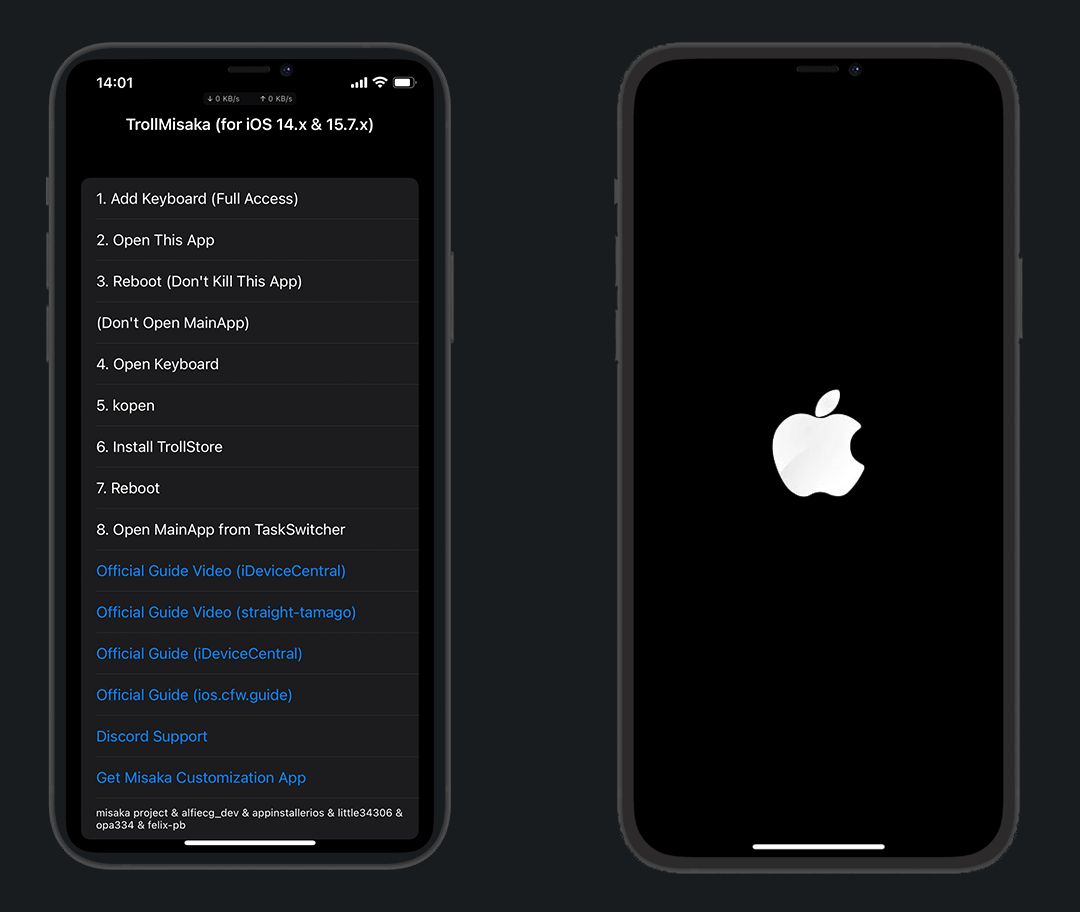 14:01
↓ 0 KB/s ↑ 0 KB/s
TrollMisaka (for iOS 14.x & 15.7.x)
1. Add Keyboard (Full Access)
2. Open This App
3. Reboot (Don't Kill This App)
(Don't Open MainApp)
4. Open Keyboard
5. kopen
6. Install TrollStore
7. Reboot
8. Open MainApp from TaskSwitcher
Official Guide Video (iDeviceCentral)
Official Guide Video (straight-tamago)
Official Guide (iDeviceCentral)
Official Guide (ios.cfw.guide)
Discord Support
Get Misaka Customization App
misaka project & alfiecg_dev & appinstallerios & little34306 &
opa334 & felix-pb